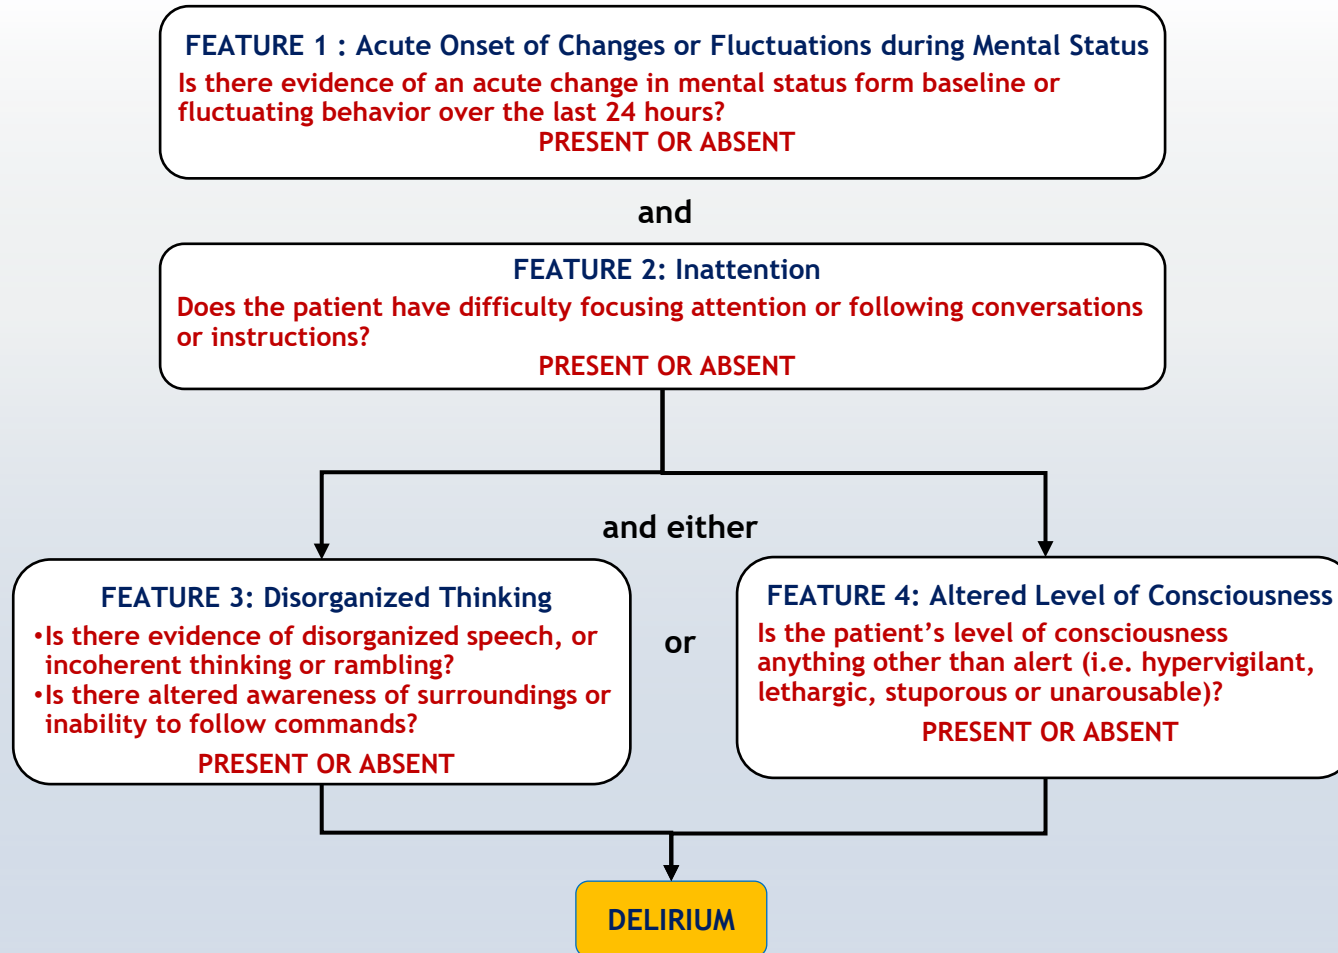 FEATURE 1 : Acute Onset of Changes or Fluctuations during Mental Status
Is there evidence of an acute change in mental status form baseline or
fluctuating behavior over the last 24 hours?
PRESENT OR ABSENT
and
FEATURE 2: Inattention
Does the patient have difficulty focusing attention or following conversations
or instructions?
PRESENT OR ABSENT
and either
FEATURE 3: Disorganized Thinking
•Is there evidence of disorganized speech, or
incoherent thinking or rambling?
•Is there altered awareness of surroundings or
inability to follow commands?
PRESENT OR ABSENT
or
FEATURE 4: Altered Level of Consciousness
Is the patient’s level of consciousness
anything other than alert (i.e. hypervigilant,
lethargic, stuporous or unarousable)?
PRESENT OR ABSENT
DELIRIUM